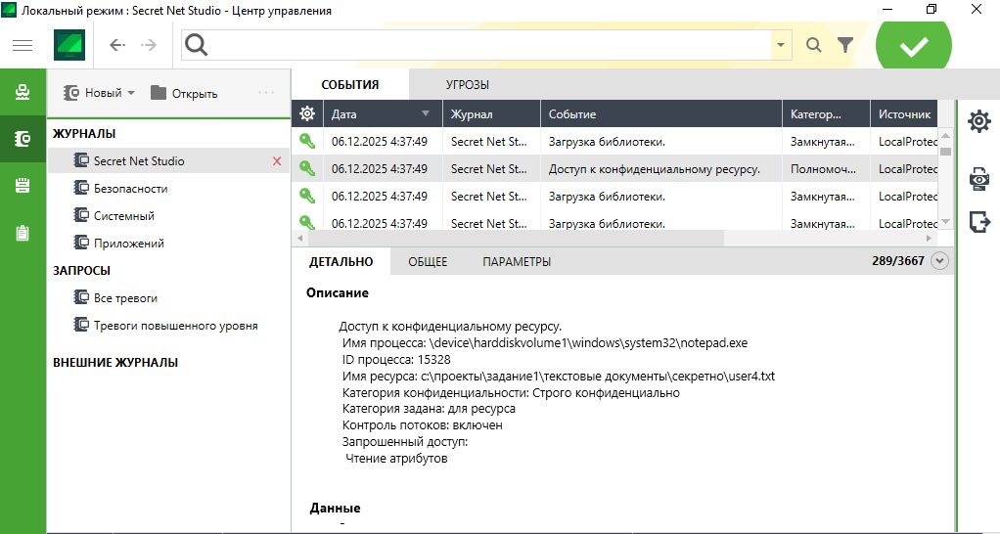 Локальный режим : Secret Net Studio - Центр управления
Новый
Открыть
ЖУРНАЛЫ
Secret Net Studio
Безопасности
Системный
Приложений
ЗАПРОСЫ
Все тревоги
Тревоги повышенного уровня
ВНЕШНИЕ ЖУРНАЛЫ
СОБЫТИЯ УГРОЗЫ
Дата Журнал Событие Категор... Источник
06.12.2025 4:37:49 Secret Net St... Загрузка библиотеки. Замкнутая... LocalProtec
06.12.2025 4:37:49 Secret Net St... Доступ к конфиденциальному ресурсу. Полномоч... LocalProtec
06.12.2025 4:37:49 Secret Net St... Загрузка библиотеки. Замкнутая... LocalProtec
06.12.2025 4:37:49 Secret Net St... Загрузка библиотеки. Замкнутая... LocalProtec
ДЕТАЛЬНО ОБЩЕЕ ПАРАМЕТРЫ 289/3667
Описание
Доступ к конфиденциальному ресурсу.
Имя процесса: \device\harddiskvolume1\windows\system32\notepad.exe
ID процесса: 15328
Имя ресурса: c:\проекты\задание1\текстовые документы\секретно\user4.txt
Категория конфиденциальности: Строго конфиденциально
Категория задана: для ресурса
Контроль потоков: включен
Запрошенный доступ:
Чтение атрибутов
Данные
-